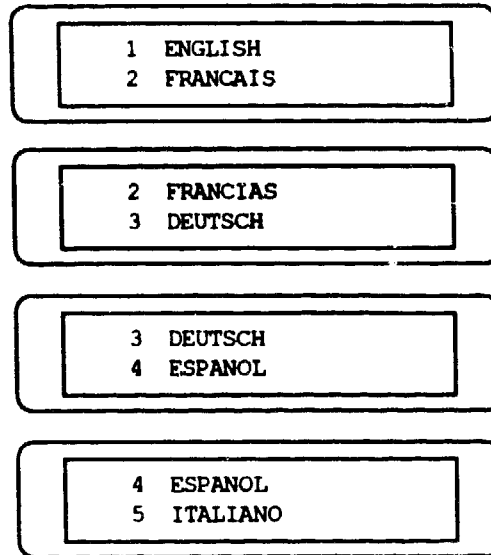 1 ENGLISH
2 FRANCAIS
2 FRANCIAS
3 DEUTSCH
3 DEUTSCH
4 ESPANOL
4 ESPANOL
5 ITALIANO